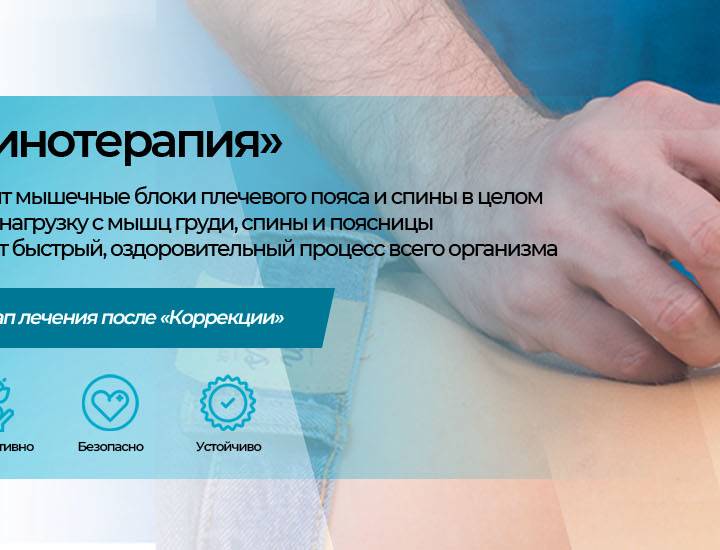 инотерапия»
т мышечные блоки плечевого пояса и спины в целом
нагрузку с мышц груди, спины и поясницы
т быстрый, оздоровительный процесс всего организма
ап лечения после «Коррекции»
тивно
Безопасно
Устойчиво